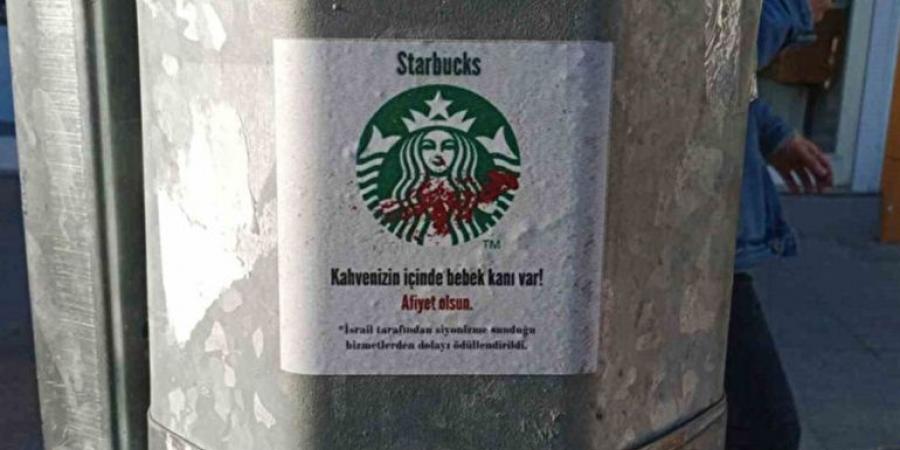 Starbucks
TM
Kahvenizin içinde bebek kanı var!
Afiyet olsun.
*İsrail tarafından siyonizme sunduğu
hizmetlerden dolayı ödüllendirildi.